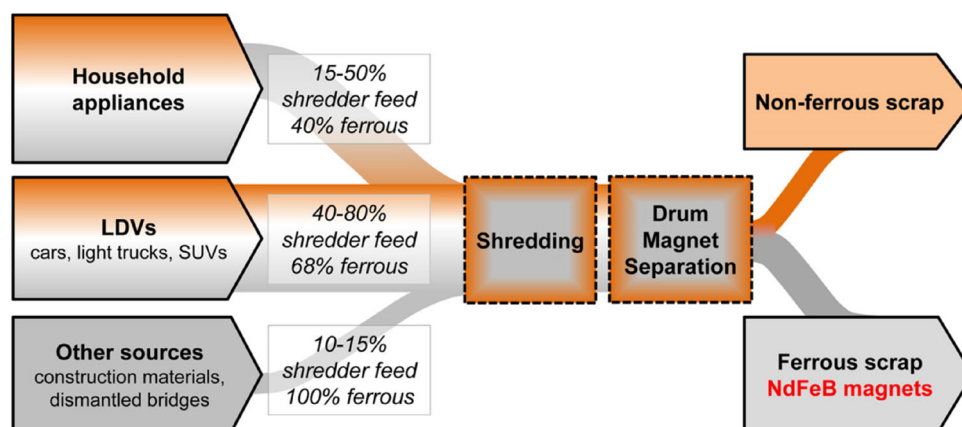 Household
appliances
15-50%
shredder feed
40% ferrous
LDVs
cars, light trucks, SUVs
40-80%
shredder feed
68% ferrous
Other sources
construction materials,
dismantled bridges
10-15%
shredder feed
100% ferrous
Shredding
Drum
Magnet
Separation
Non-ferrous scrap
Ferrous scrap
NdFeB magnets